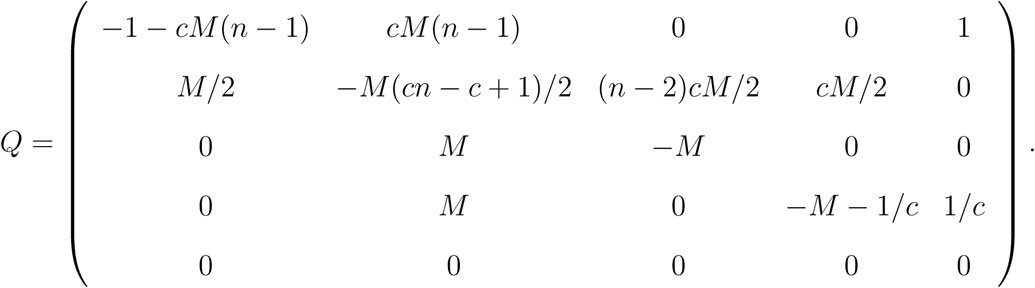 −1 − cM(n − 1) cM(n − 1) 0 0 1
M/2 −M(cn − c + 1)/2 (n − 2)cM/2 cM/2 0
Q = 0 M −M 0 0 .
0 M 0 −M − 1/c 1/c
0 0 0 0 0